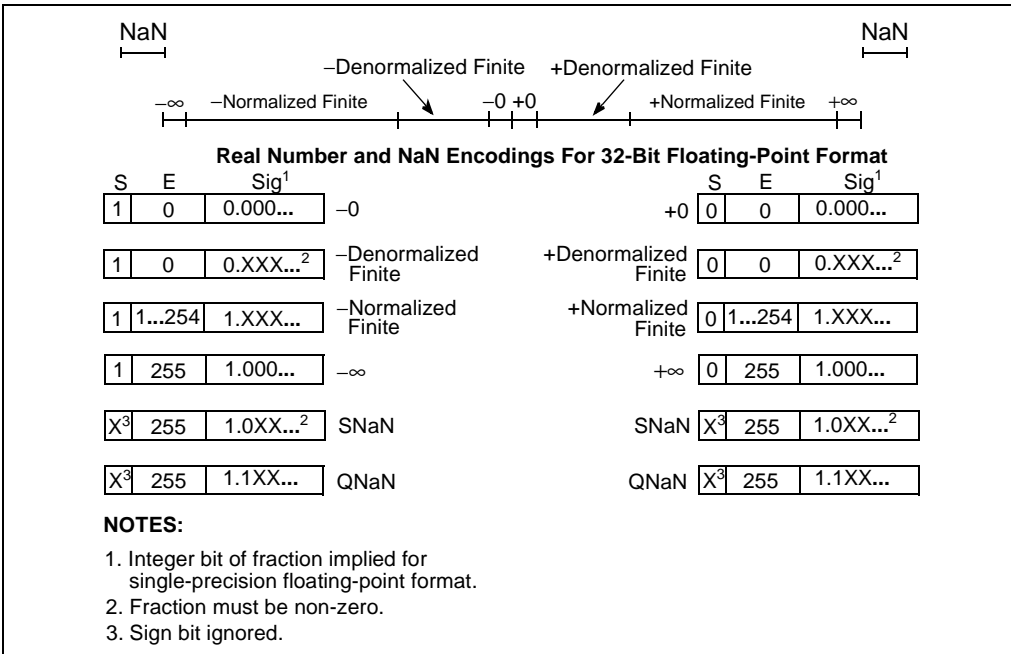 NaN NaN
−Denormalized Finite +Denormalized Finite
−∞ −Normalized Finite −0 +0 +Normalized Finite +∞
Real Number and NaN Encodings For 32-Bit Floating-Point Format
S E Sig1 S E Sig1
1 0 0.000... −0 +0 0 0 0.000...
1 0 0.XXX...2 −Denormalized Finite +Denormalized Finite 0 0 0.XXX...2
1 1...254 1.XXX... −Normalized Finite +Normalized Finite 0 1...254 1.XXX...
1 255 1.000... −∞ +∞ 0 255 1.000...
X3 255 1.0XX...2 SNaN SNaN X3 255 1.0XX...2
X3 255 1.1XX... QNaN QNaN X3 255 1.1XX...
NOTES:
1. Integer bit of fraction implied for
single-precision floating-point format.
2. Fraction must be non-zero.
3. Sign bit ignored.